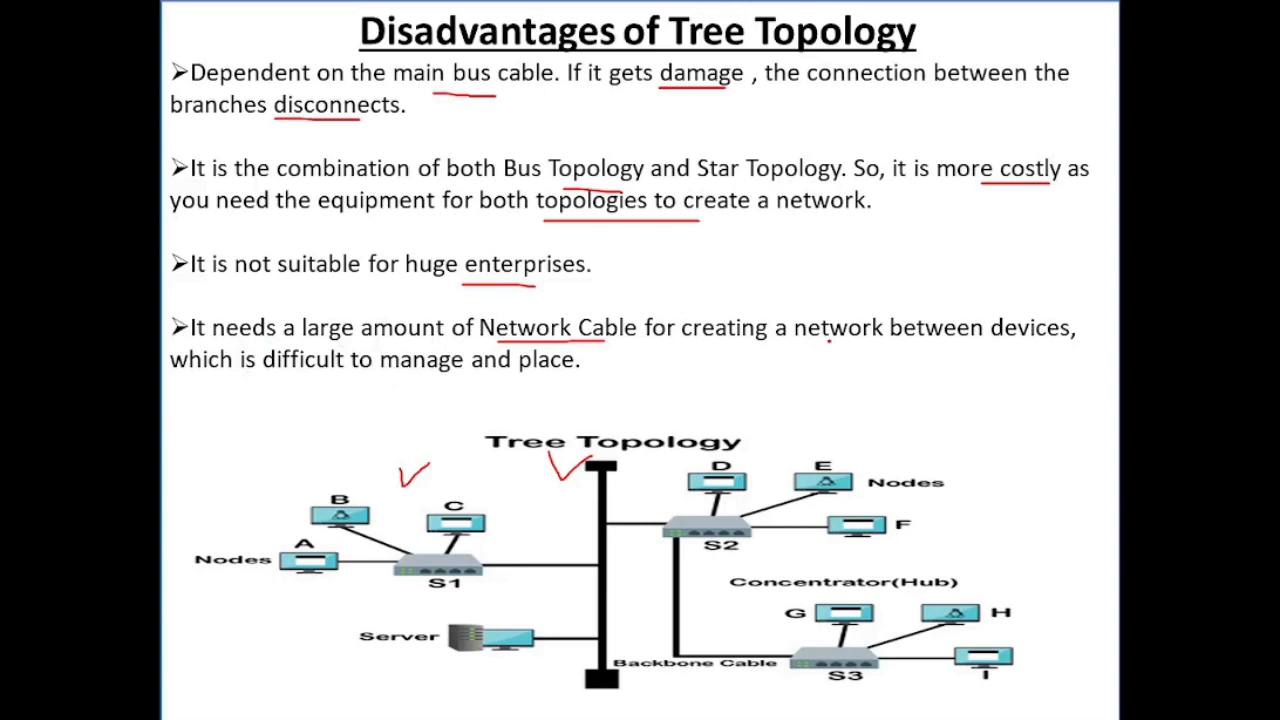 Disadvantages of Tree Topology
➢Dependent on the main bus cable. If it gets damage , the connection between the
branches disconnects.
➢It is the combination of both Bus Topology and Star Topology. So, it is more costly as
you need the equipment for both topologies to create a network.
➢It is not suitable for huge enterprises.
➢It needs a large amount of Network Cable for creating a network between devices,
which is difficult to manage and place.
Tree Topology
B
C
A
Nodes
S1
Server
D
E
Nodes
F
S2
Concentrator(Hub)
G
H
Backbone Cable
S3
I